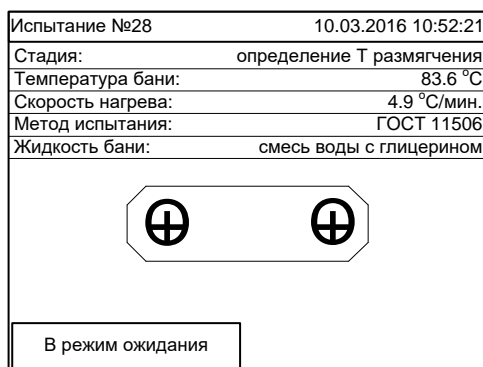 Испытание №28 10.03.2016 10:52:21
Стадия: определение Т размягчения
Температура бани: 83.6 °С
Скорость нагрева: 4.9 °С/мин.
Метод испытания: ГОСТ 11506
Жидкость бани: смесь воды с глицерином
В режим ожидания